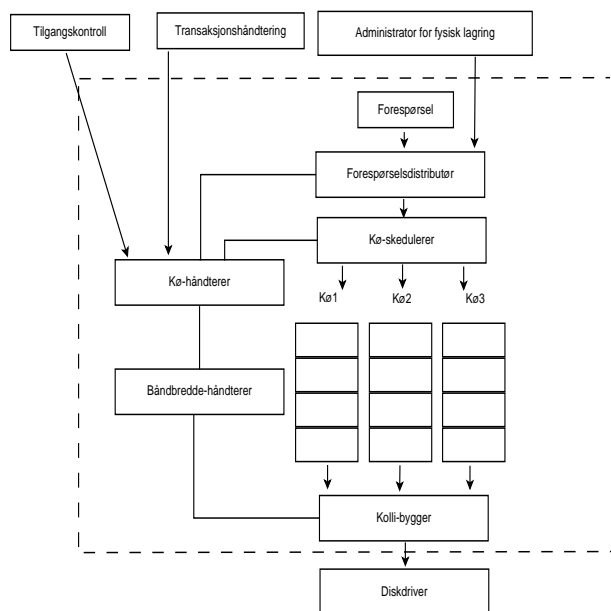 Tilgangskontroll
Transaksjonshåndtering
Administrator for fysisk lagring
Forespørsel
Forespørselsdistributør
Kø-skedulerer
Kø-håndterer
Kø1
Kø2
Kø3
Båndbredde-håndterer
Kolli-bygger
Diskdriver